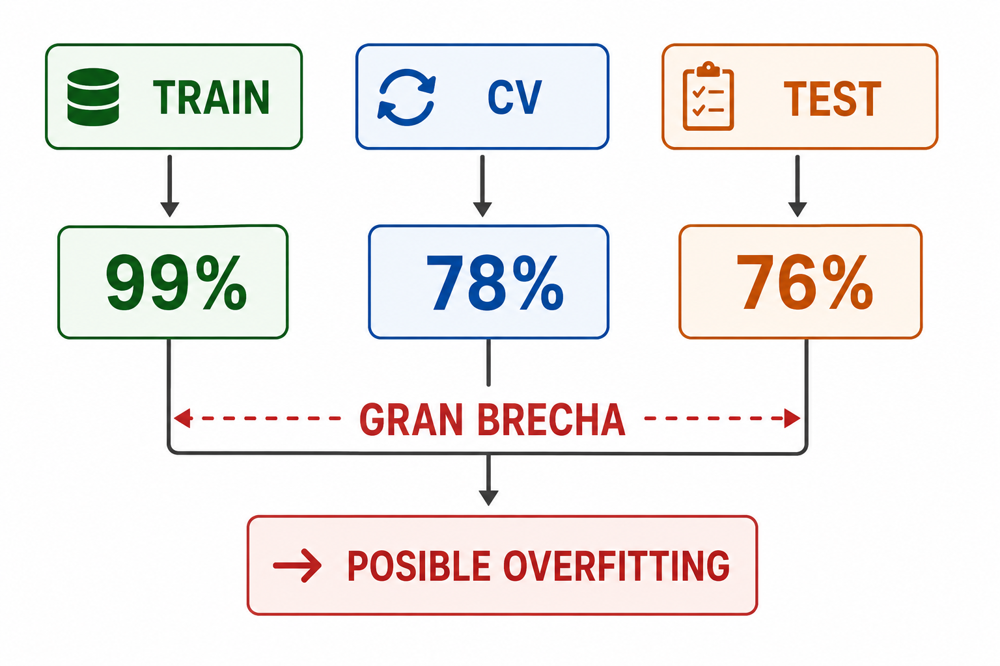 TRAIN
CV
TEST
99%
78%
76%
GRAN BRECHA
POSIBLE OVERFITTING